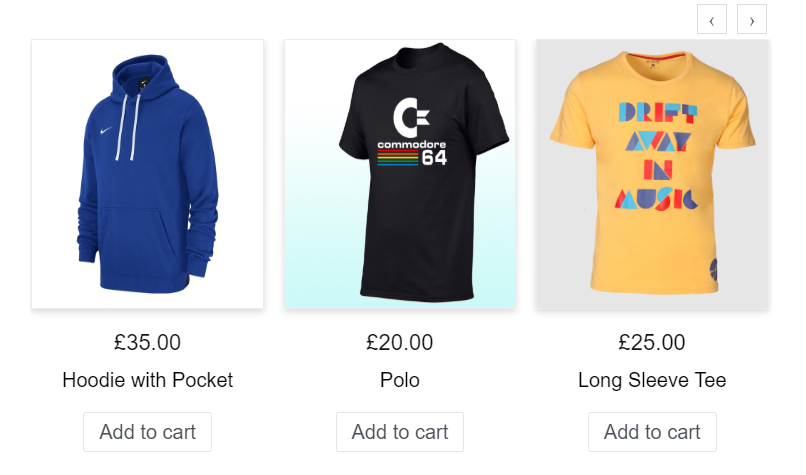 ‹ ›
commodore
64
DRIFT
AWAY
IN
MUSIC
£35.00 £20.00 £25.00
Hoodie with Pocket Polo Long Sleeve Tee
Add to cart Add to cart Add to cart